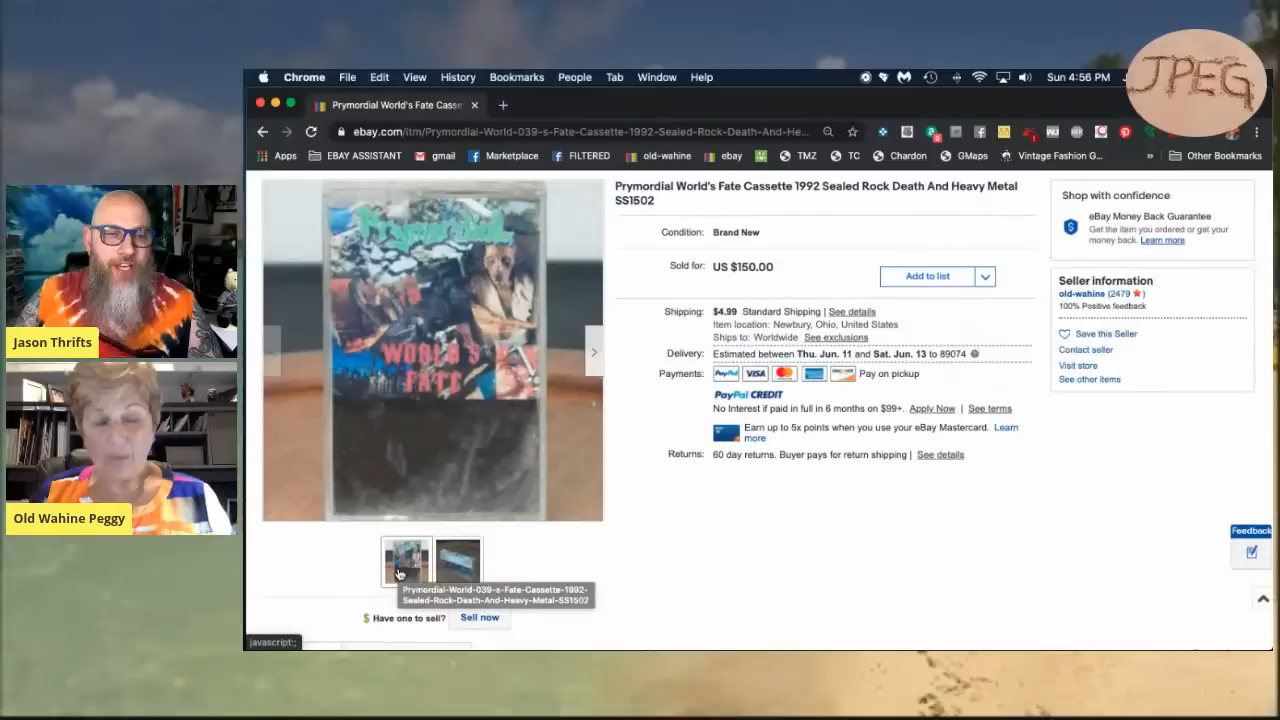 JPEG
Chrome File Edit View History Bookmarks People Tab Window Help
Sun 4:56 PM
Prymordial World's Fate Casse
ebay.com/itm/Prymordial-World-039-s-Fate-Cassette-1992-Sealed-Rock-Death-And-He...
Apps EBAY ASSISTANT gmail Marketplace FILTERED old-wahine ebay TMZ TC Chardon GMaps Vintage Fashion G... » Other Bookmarks
WORLD'S
FATE
Prymordial World's Fate Cassette 1992 Sealed Rock Death And Heavy Metal
SS1502
Condition: Brand New
Sold for: US $150.00
Add to list
Shipping: $4.99 Standard Shipping | See details
Item location: Newbury, Ohio, United States
Ships to: Worldwide See exclusions
Delivery: Estimated between Thu. Jun. 11 and Sat. Jun. 13 to 89074
Payments: PayPal VISA Pay on pickup
PayPal CREDIT
No Interest if paid in full in 6 months on $99+. Apply Now | See terms
Earn up to 5x points when you use your eBay Mastercard. Learn
more
Returns: 60 day returns. Buyer pays for return shipping | See details
Shop with confidence
eBay Money Back Guarantee
Get the item you ordered or get your
money back. Learn more
Seller information
old-wahine (2479)
100% Positive feedback
Save this Seller
Contact seller
Visit store
See other items
Feedback
Prymordial-World-039-s-Fate-Cassette-1992-
Sealed-Rock-Death-And-Heavy-Metal-SS1502
$ Have one to sell? Sell now
javascript:;
Jason Thrifts
Old Wahine Peggy